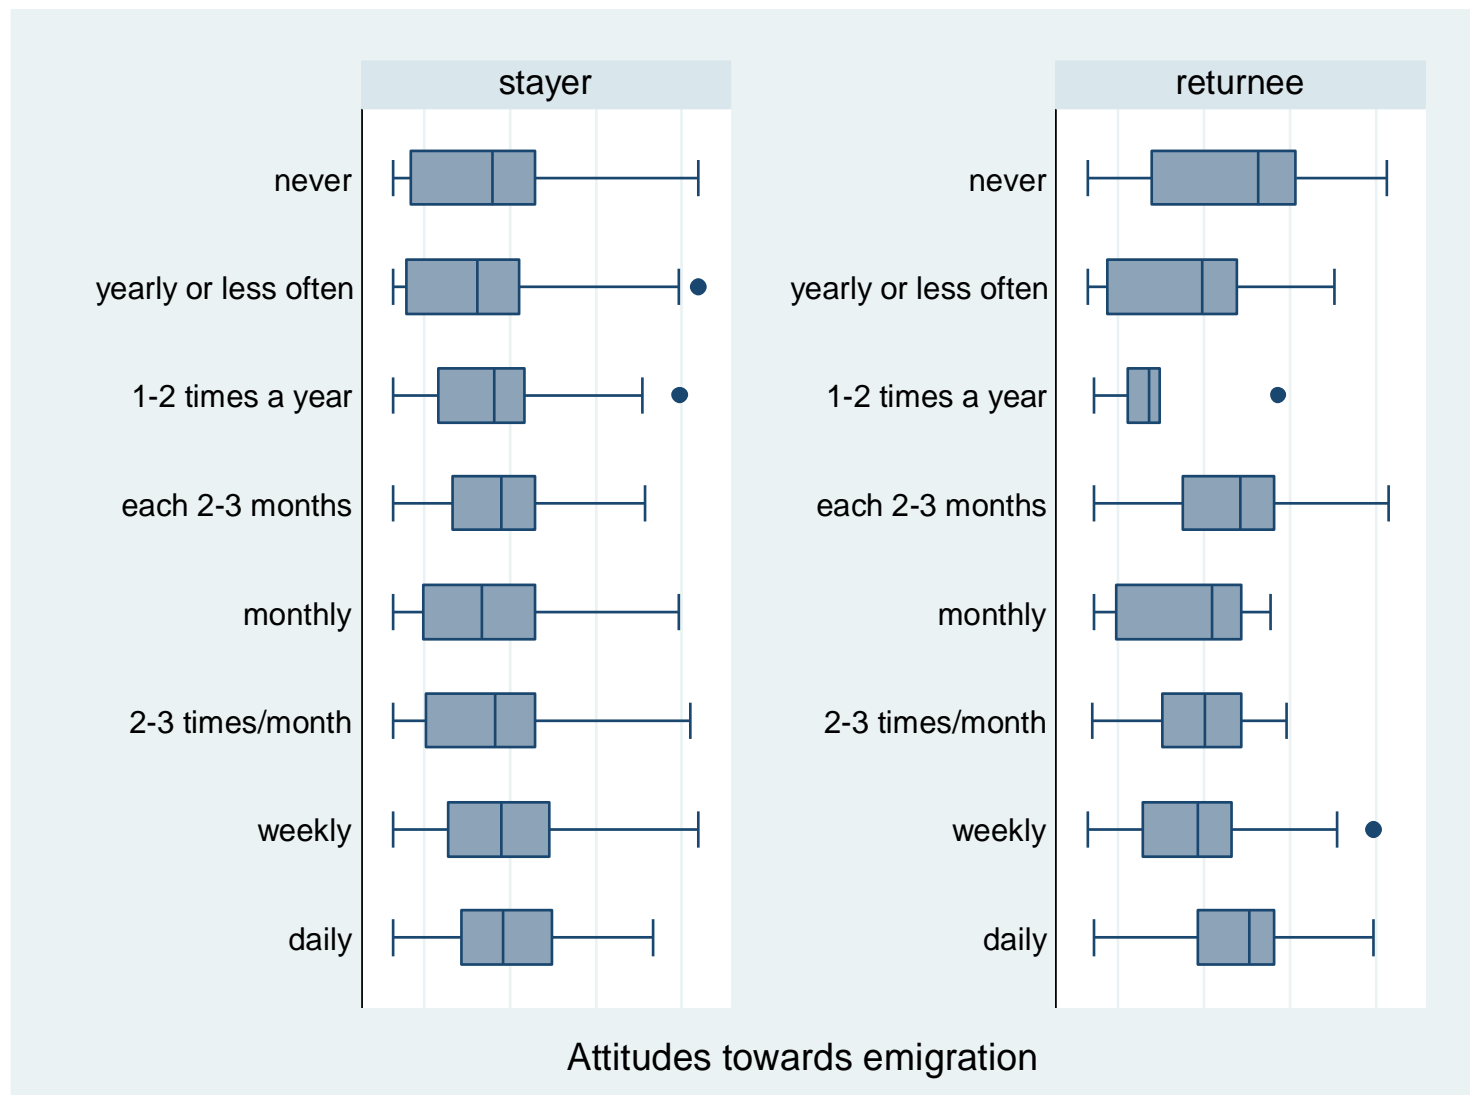 stayer
never
yearly or less often
1-2 times a year
each 2-3 months
monthly
2-3 times/month
weekly
daily
returnee
never
yearly or less often
1-2 times a year
each 2-3 months
monthly
2-3 times/month
weekly
daily
Attitudes towards emigration